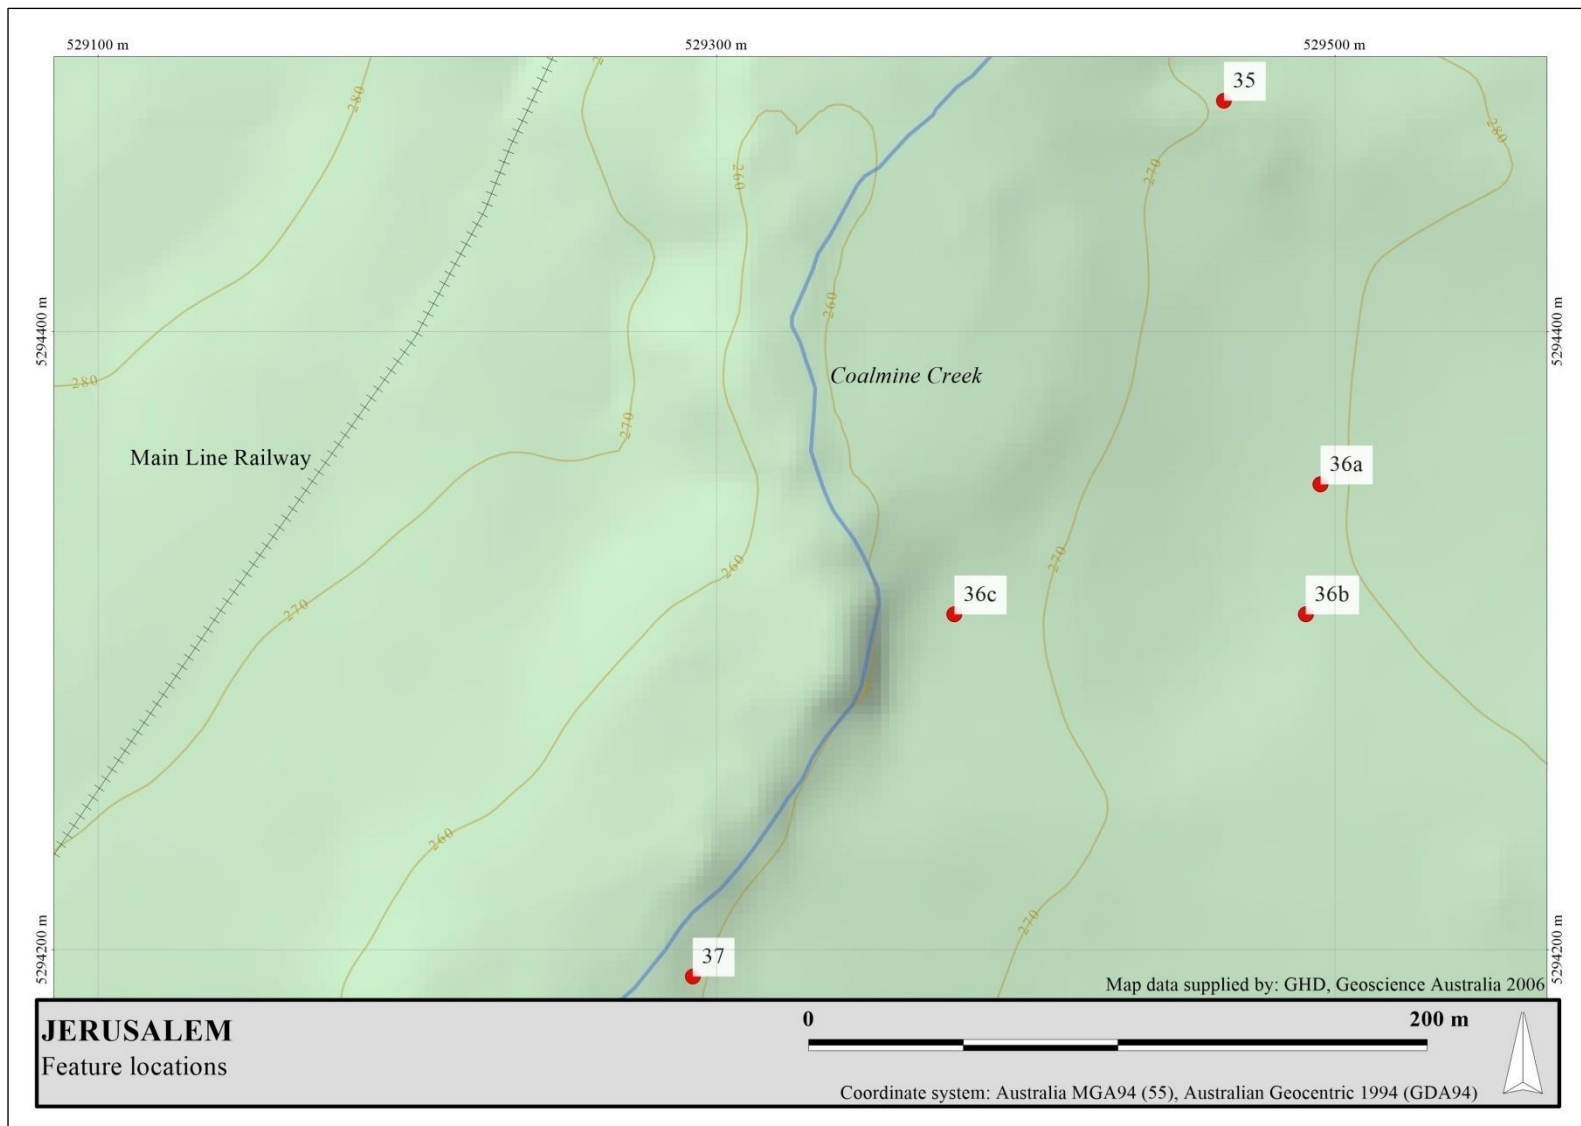 529100 m
529300 m
529500 m
2
35
280
280
260
270
260
5294400 m
5294400 m
280
Coalmine Creek
270
Main Line Railway
36a
260
270
270
36c
36b
260
270
5294200 m
5294200 m
37
Map data supplied by: GHD, Geoscience Australia 2006
JERUSALEM
Feature locations
0
200 m
Coordinate system: Australia MGA94 (55), Australian Geocentric 1994 (GDA94)